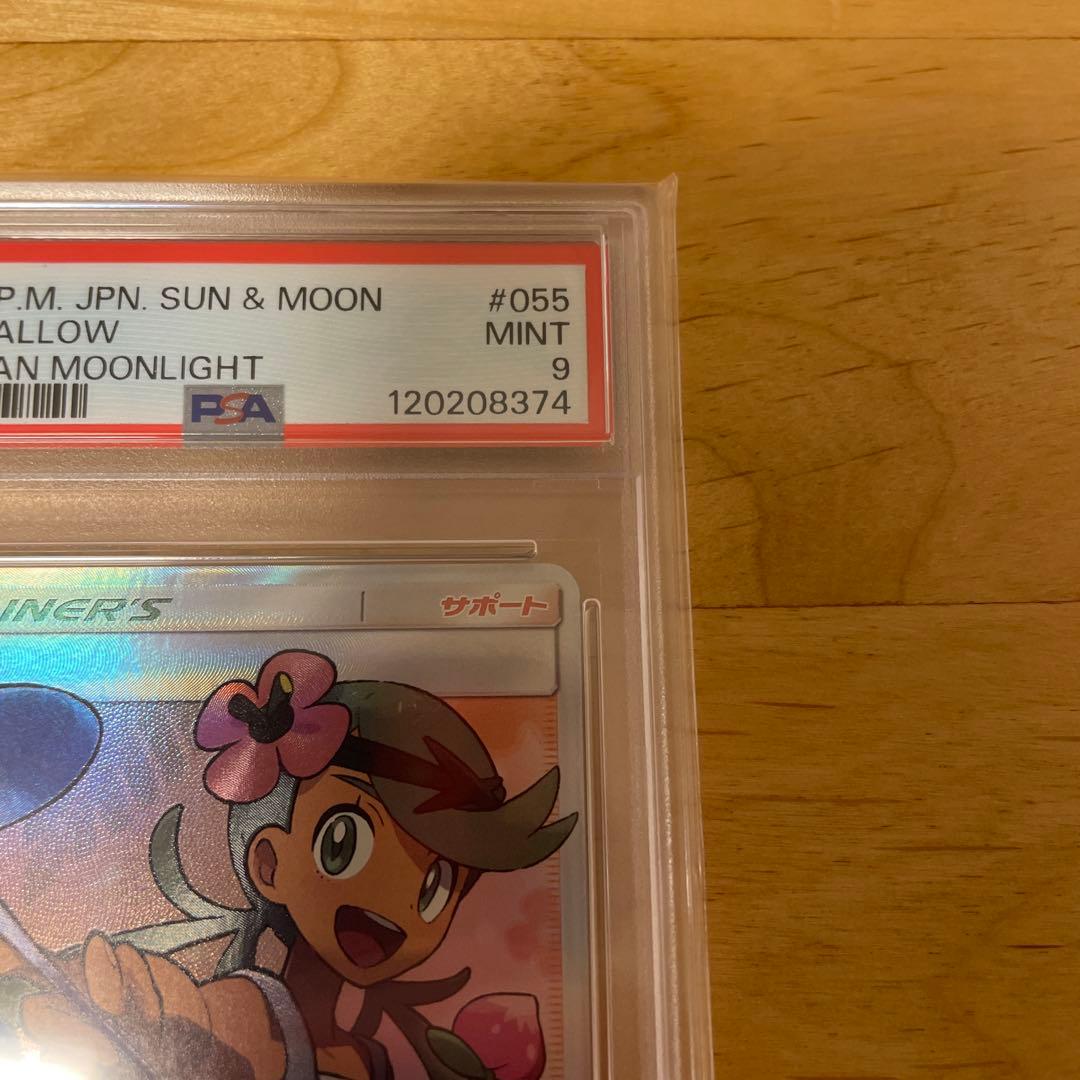 P.M. JPN. SUN & MOON #055
ALLOW MINT
AN MOONLIGHT 9
PSA 120208374
INER'S サポート